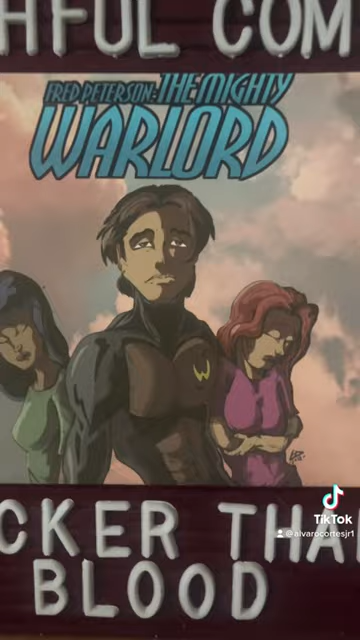 HFUL COM
FRED PETERSON: THE MIGHTY
WARLORD
W
TikTok
@alvarocortesjr1
CKER THA
BLOOD